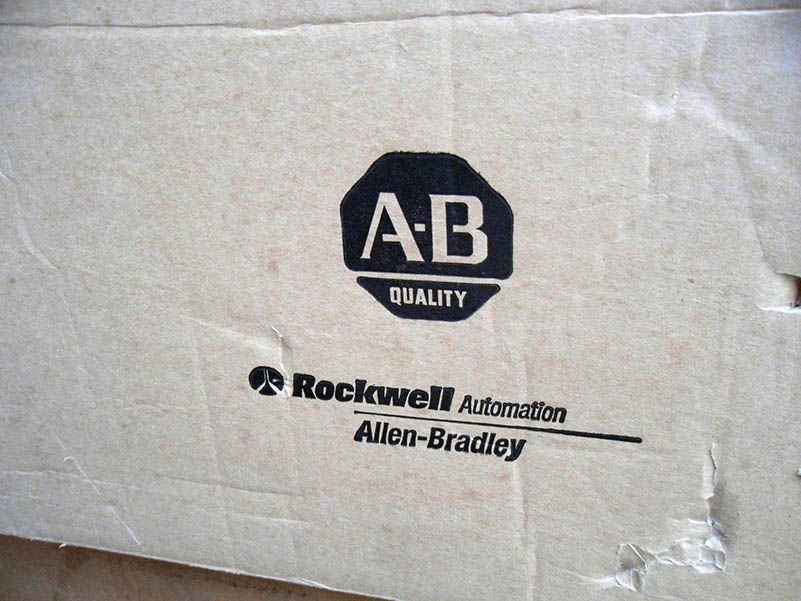 A-B
QUALITY
Rockwell Automation
Allen-Bradley